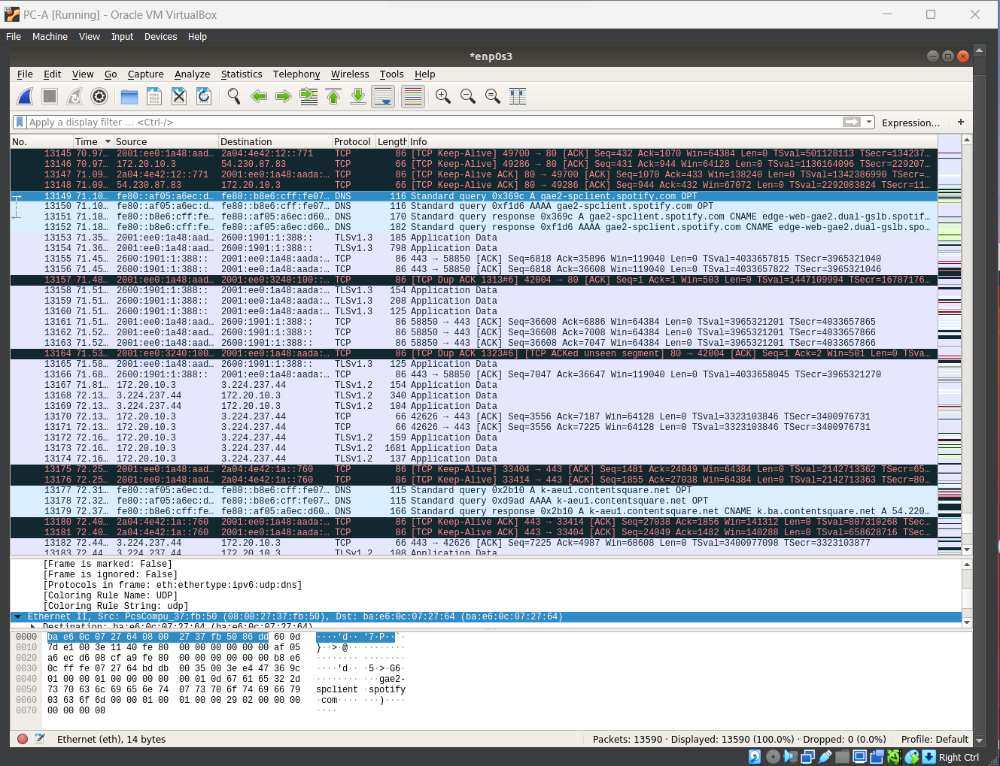 PC-A [Running] - Oracle VM VirtualBox
File Machine View Input Devices Help
*enp0s3
File Edit View Go Capture Analyze Statistics Telephony Wireless Tools Help
Apply a display filter ... <Ctrl-/> Expression... +
No. Time Source Destination Protocol Length Info
13145 70.97… 2001:ee0:1a48:aad… 2a04:4e42:12::771 TCP 86 [TCP Keep-Alive] 49700 → 80 [ACK] Seq=432 Ack=1070 Win=64384 Len=0 TSval=501128113 TSecr=134237…
13146 70.97… 172.20.10.3 54.230.87.83 TCP 66 [TCP Keep-Alive] 49286 → 80 [ACK] Seq=431 Ack=944 Win=64128 Len=0 TSval=1136164096 TSecr=229207…
13147 71.09… 2a04:4e42:12::771 2001:ee0:1a48:aada:… TCP 86 [TCP Keep-Alive ACK] 80 → 49700 [ACK] Seq=1070 Ack=433 Win=138240 Len=0 TSval=1342386990 TSecr=…
13148 71.09… 54.230.87.83 172.20.10.3 TCP 66 [TCP Keep-Alive ACK] 80 → 49286 [ACK] Seq=944 Ack=432 Win=67072 Len=0 TSval=2292083824 TSecr=11…
13149 71.10… fe80::af05:a6ec:d… fe80::b8e6:cff:fe07… DNS 116 Standard query 0x369c A gae2-spclient.spotify.com OPT
13150 71.10… fe80::af05:a6ec:d… fe80::b8e6:cff:fe07… DNS 116 Standard query 0xf1d6 AAAA gae2-spclient.spotify.com OPT
13151 71.18… fe80::b8e6:cff:fe… fe80::af05:a6ec:d60… DNS 170 Standard query response 0x369c A gae2-spclient.spotify.com CNAME edge-web-gae2.dual-gslb.spotif…
13152 71.18… fe80::b8e6:cff:fe… fe80::af05:a6ec:d60… DNS 182 Standard query response 0xf1d6 AAAA gae2-spclient.spotify.com CNAME edge-web-gae2.dual-gslb.spo…
13153 71.35… 2001:ee0:1a48:aad… 2600:1901:1:388:: TLSv1.3 185 Application Data
13154 71.36… 2001:ee0:1a48:aad… 2600:1901:1:388:: TLSv1.3 798 Application Data
13155 71.45… 2600:1901:1:388:: 2001:ee0:1a48:aada:… TCP 86 443 → 58850 [ACK] Seq=6818 Ack=35896 Win=119040 Len=0 TSval=4033657815 TSecr=3965321040
13156 71.45… 2600:1901:1:388:: 2001:ee0:1a48:aada:… TCP 86 443 → 58850 [ACK] Seq=6818 Ack=36608 Win=119040 Len=0 TSval=4033657822 TSecr=3965321046
13157 71.48… 2001:ee0:1a48:aad… 2001:ee0:3240:100::… TCP 86 [TCP Dup ACK 1313#6] 42004 → 80 [ACK] Seq=1 Ack=1 Win=503 Len=0 TSval=1447109994 TSecr=16787176…
13158 71.51… 2600:1901:1:388:: 2001:ee0:1a48:aada:… TLSv1.3 154 Application Data
13159 71.51… 2600:1901:1:388:: 2001:ee0:1a48:aada:… TLSv1.3 208 Application Data
13160 71.51… 2600:1901:1:388:: 2001:ee0:1a48:aada:… TLSv1.3 125 Application Data
13161 71.51… 2001:ee0:1a48:aad… 2600:1901:1:388:: TCP 86 58850 → 443 [ACK] Seq=36608 Ack=6886 Win=64384 Len=0 TSval=3965321201 TSecr=4033657865
13162 71.52… 2001:ee0:1a48:aad… 2600:1901:1:388:: TCP 86 58850 → 443 [ACK] Seq=36608 Ack=7008 Win=64384 Len=0 TSval=3965321201 TSecr=4033657866
13163 71.52… 2001:ee0:1a48:aad… 2600:1901:1:388:: TCP 86 58850 → 443 [ACK] Seq=36608 Ack=7047 Win=64384 Len=0 TSval=3965321201 TSecr=4033657866
13164 71.53… 2001:ee0:3240:100… 2001:ee0:1a48:aada:… TCP 86 [TCP Dup ACK 1323#6] [TCP ACKed unseen segment] 80 → 42004 [ACK] Seq=1 Ack=2 Win=501 Len=0 TSva…
13165 71.58… 2001:ee0:1a48:aad… 2600:1901:1:388:: TLSv1.3 125 Application Data
13166 71.68… 2600:1901:1:388:: 2001:ee0:1a48:aada:… TCP 86 443 → 58850 [ACK] Seq=7047 Ack=36647 Win=119040 Len=0 TSval=4033658045 TSecr=3965321270
13167 71.81… 172.20.10.3 3.224.237.44 TLSv1.2 154 Application Data
13168 72.13… 3.224.237.44 172.20.10.3 TLSv1.2 340 Application Data
13169 72.13… 3.224.237.44 172.20.10.3 TLSv1.2 104 Application Data
13170 72.13… 172.20.10.3 3.224.237.44 TCP 66 42626 → 443 [ACK] Seq=3556 Ack=7187 Win=64128 Len=0 TSval=3323103846 TSecr=3400976731
13171 72.13… 172.20.10.3 3.224.237.44 TCP 66 42626 → 443 [ACK] Seq=3556 Ack=7225 Win=64128 Len=0 TSval=3323103846 TSecr=3400976731
13172 72.16… 172.20.10.3 3.224.237.44 TLSv1.2 159 Application Data
13173 72.16… 172.20.10.3 3.224.237.44 TLSv1.2 1681 Application Data
13174 72.16… 172.20.10.3 3.224.237.44 TLSv1.2 137 Application Data
13175 72.25… 2001:ee0:1a48:aad… 2a04:4e42:1a::760 TCP 86 [TCP Keep-Alive] 33404 → 443 [ACK] Seq=1481 Ack=24049 Win=64384 Len=0 TSval=2142713362 TSecr=65…
13176 72.25… 2001:ee0:1a48:aad… 2a04:4e42:1a::760 TCP 86 [TCP Keep-Alive] 33414 → 443 [ACK] Seq=1855 Ack=27038 Win=64384 Len=0 TSval=2142713363 TSecr=80…
13177 72.31… fe80::af05:a6ec:d… fe80::b8e6:cff:fe07… DNS 115 Standard query 0x2b10 A k-aeu1.contentsquare.net OPT
13178 72.32… fe80::af05:a6ec:d… fe80::b8e6:cff:fe07… DNS 115 Standard query 0xd9ad AAAA k-aeu1.contentsquare.net OPT
13179 72.37… fe80::b8e6:cff:fe… fe80::af05:a6ec:d60… DNS 166 Standard query response 0x2b10 A k-aeu1.contentsquare.net CNAME k.ba.contentsquare.net A 54.220…
13180 72.40… 2a04:4e42:1a::760 2001:ee0:1a48:aada:… TCP 86 [TCP Keep-Alive ACK] 443 → 33414 [ACK] Seq=27038 Ack=1856 Win=141312 Len=0 TSval=807310268 TSec…
13181 72.40… 2a04:4e42:1a::760 2001:ee0:1a48:aada:… TCP 86 [TCP Keep-Alive ACK] 443 → 33404 [ACK] Seq=24049 Ack=1482 Win=140288 Len=0 TSval=658628716 TSec…
13182 72.44… 3.224.237.44 172.20.10.3 TCP 66 443 → 42626 [ACK] Seq=7225 Ack=4987 Win=68608 Len=0 TSval=3400977098 TSecr=3323103877
13183 72.44… 3.224.237.44 172.20.10.3 TLSv1.2 108 Application Data
[Frame is marked: False]
[Frame is ignored: False]
[Protocols in frame: eth:ethertype:ipv6:udp:dns]
[Coloring Rule Name: UDP]
[Coloring Rule String: udp]
Ethernet II, Src: PcsCompu_37:fb:50 (08:00:27:37:fb:50), Dst: ba:e6:0c:07:27:64 (ba:e6:0c:07:27:64)
Destination: ba:e6:0c:07:27:64 (ba:e6:0c:07:27:64)
0000 ba e6 0c 07 27 64 08 00 27 37 fb 50 86 dd 60 0d ····'d·· '7·P··`·
0010 7d e1 00 3e 11 40 fe 80 00 00 00 00 00 00 af 05 }··>·@·· ········
0020 a6 ec d6 08 cf a9 fe 80 00 00 00 00 00 00 b8 e6 ········ ········
0030 0c ff fe 07 27 64 bd db 00 35 00 3e e4 47 36 9c ····'d·· ·5·>·G6·
0040 01 00 00 01 00 00 00 00 00 01 0d 67 61 65 32 2d ········ ···gae2-
0050 73 70 63 6c 69 65 6e 74 07 73 70 6f 74 69 66 79 spclient ·spotify
0060 03 63 6f 6d 00 00 01 00 01 00 00 29 02 00 00 00 ·com···· ···)····
0070 00 00 00 00 ····
Ethernet (eth), 14 bytes Packets: 13590 · Displayed: 13590 (100.0%) · Dropped: 0 (0.0%) Profile: Default
Right Ctrl